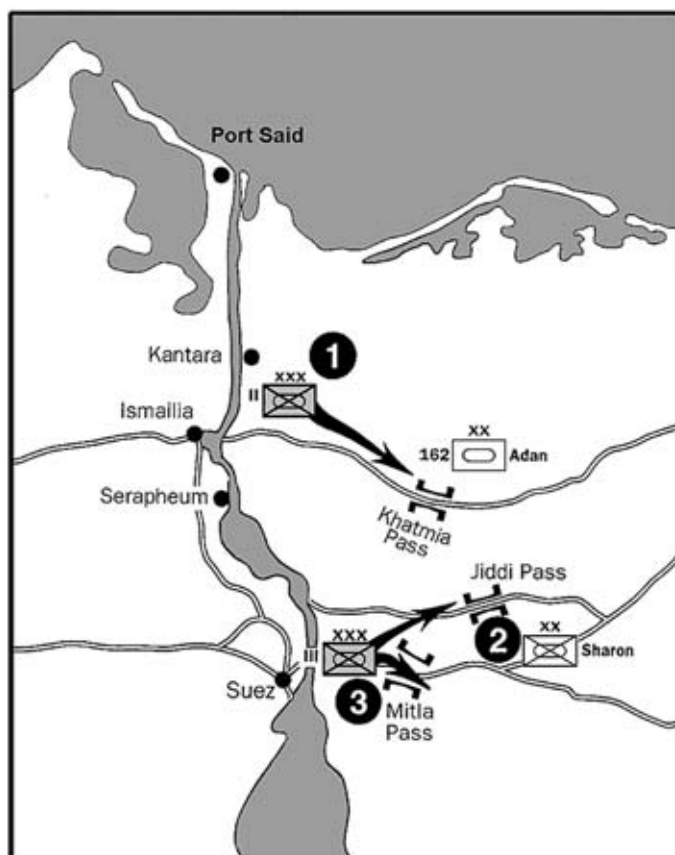 Port Said
1
Kantara
xxx
II
Ismailia
xx
162
Adan
Serapheum
Khatmia
Pass
Jiddi Pass
2
xx
Sharon
xxx
III
Suez
3
Mitla
Pass